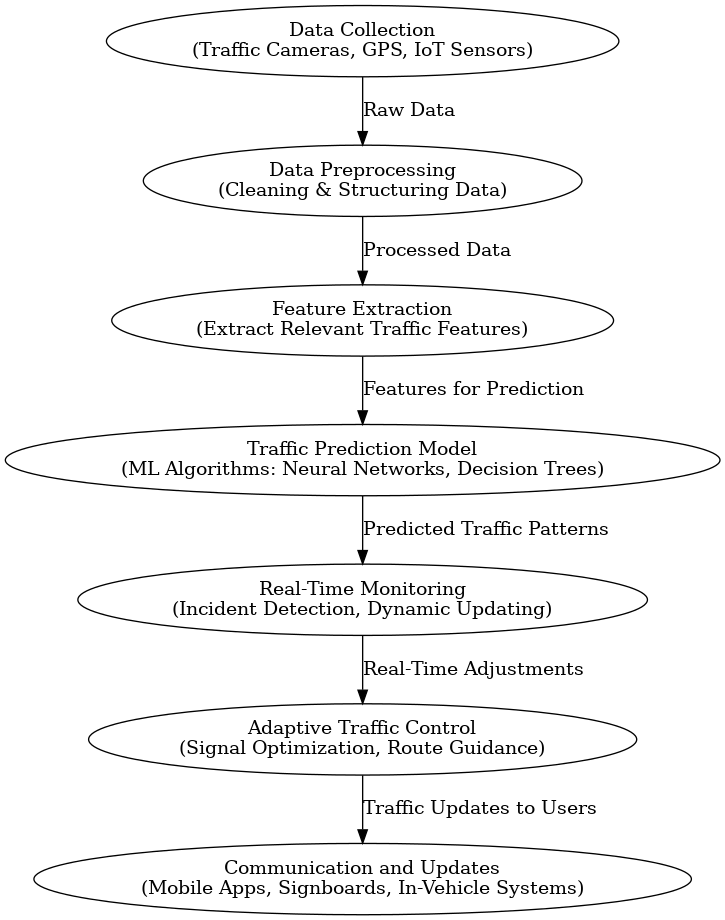 Data Collection
(Traffic Cameras, GPS, IoT Sensors)
Raw Data
Data Preprocessing
(Cleaning & Structuring Data)
Processed Data
Feature Extraction
(Extract Relevant Traffic Features)
Features for Prediction
Traffic Prediction Model
(ML Algorithms: Neural Networks, Decision Trees)
Predicted Traffic Patterns
Real-Time Monitoring
(Incident Detection, Dynamic Updating)
Real-Time Adjustments
Adaptive Traffic Control
(Signal Optimization, Route Guidance)
Traffic Updates to Users
Communication and Updates
(Mobile Apps, Signboards, In-Vehicle Systems)